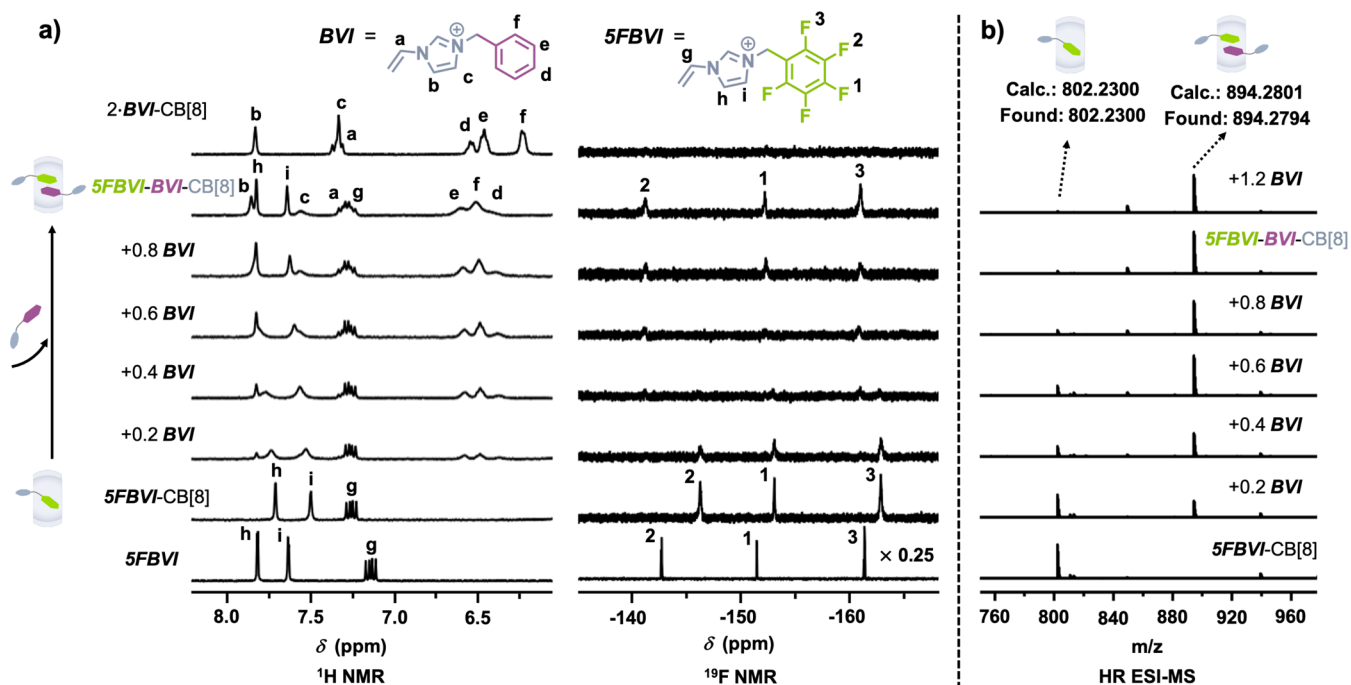 a)
BVI =
a
b
c
f
e
d
5FBVI =
g
h
i
3
F
F
2
F
1
F
F
2·BVI-CB[8]
b
c
a
d
e
f
5FBVI-BVI-CB[8]
b
h
i
c
a
g
e
f
d
2
1
3
+0.8 BVI
+0.6 BVI
+0.4 BVI
+0.2 BVI
5FBVI-CB[8]
h
i
g
2
1
3
5FBVI
h
i
g
2
1
3
× 0.25
8.0 7.5 7.0 6.5
δ (ppm)
¹H NMR
-140 -150 -160
δ (ppm)
¹⁹F NMR
b)
Calc.: 802.2300
Found: 802.2300
Calc.: 894.2801
Found: 894.2794
+1.2 BVI
5FBVI-BVI-CB[8]
+0.8 BVI
+0.6 BVI
+0.4 BVI
+0.2 BVI
5FBVI-CB[8]
760 800 840 880 920 960
m/z
HR ESI-MS